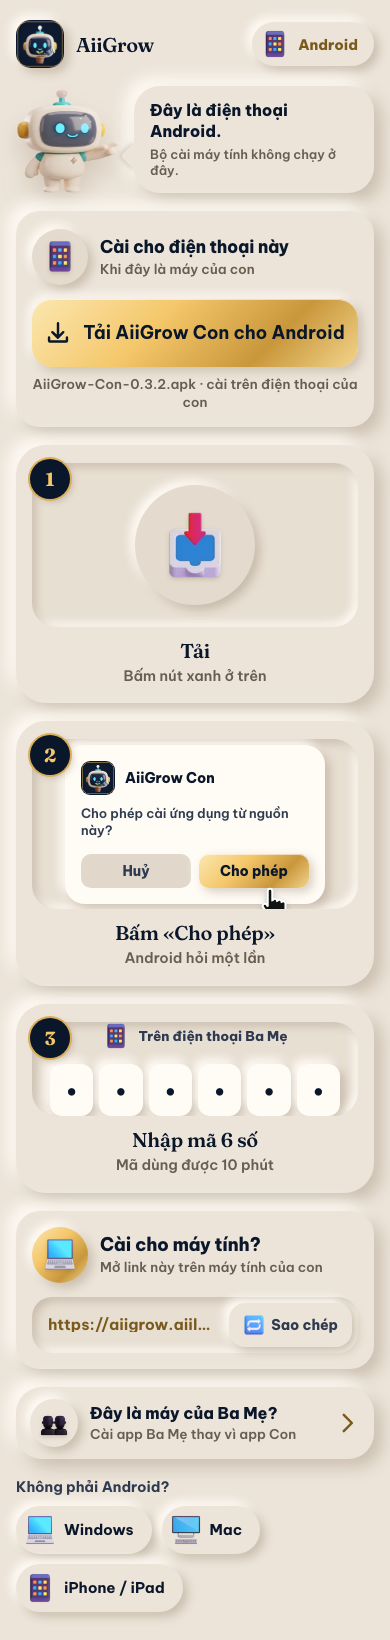 AiiGrow
Android
Đây là điện thoại
Android.
Bộ cài máy tính không chạy ở
đây.
Cài cho điện thoại này
Khi đây là máy của con
Tải AiiGrow Con cho Android
AiiGrow-Con-0.3.2.apk · cài trên điện thoại của
con
1
Tải
Bấm nút xanh ở trên
2
AiiGrow Con
Cho phép cài ứng dụng từ nguồn
này?
Huỷ
Cho phép
Bấm «Cho phép»
Android hỏi một lần
3
Trên điện thoại Ba Mẹ
Nhập mã 6 số
Mã dùng được 10 phút
Cài cho máy tính?
Mở link này trên máy tính của con
https://aiigrow.aiil...
Sao chép
Đây là máy của Ba Mẹ?
Cài app Ba Mẹ thay vì app Con
Không phải Android?
Windows
Mac
iPhone / iPad